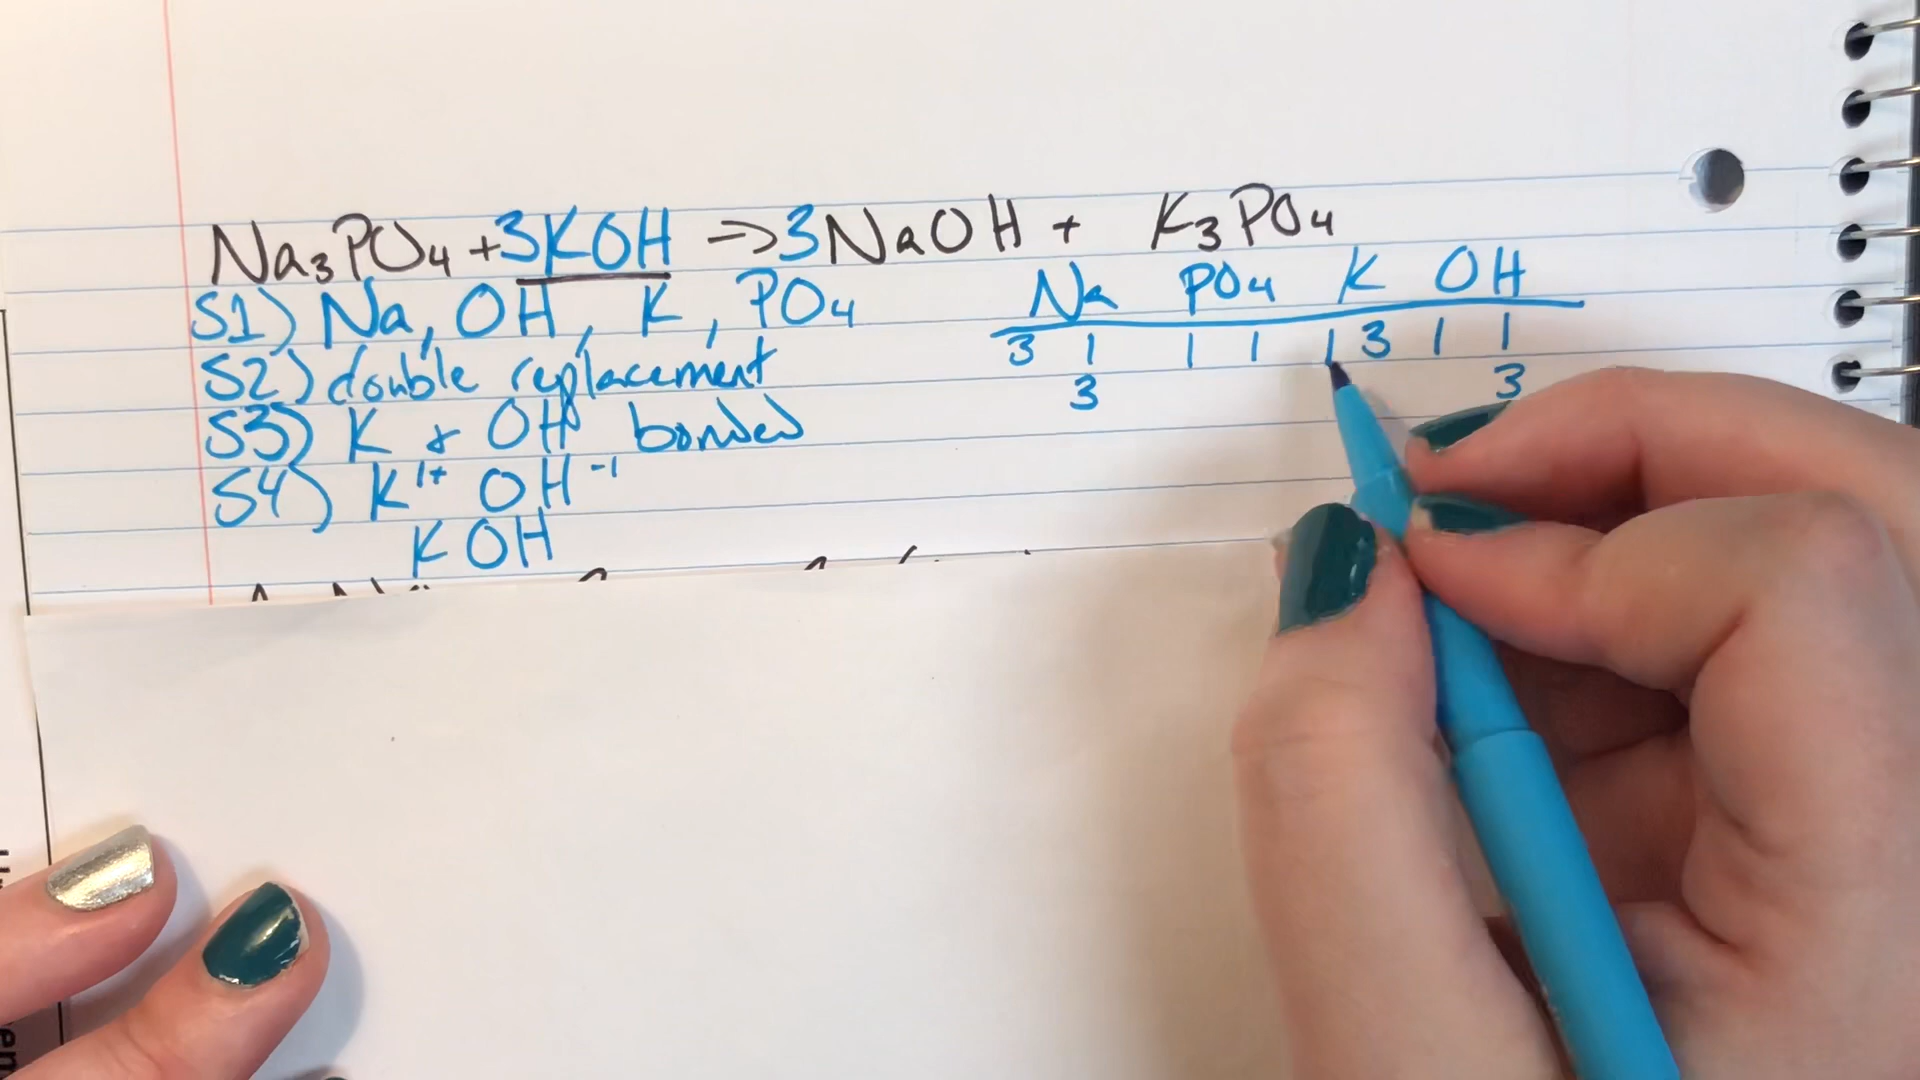 Na₃PO₄ + 3KOH → 3NaOH + K₃PO₄
S1) Na, OH, K, PO₄
S2) double replacement
S3) K & OH bonded
S4) K¹⁺ OH⁻¹
KOH
Na PO₄ K OH
3 1 1 1 1 3 1 1
3 3